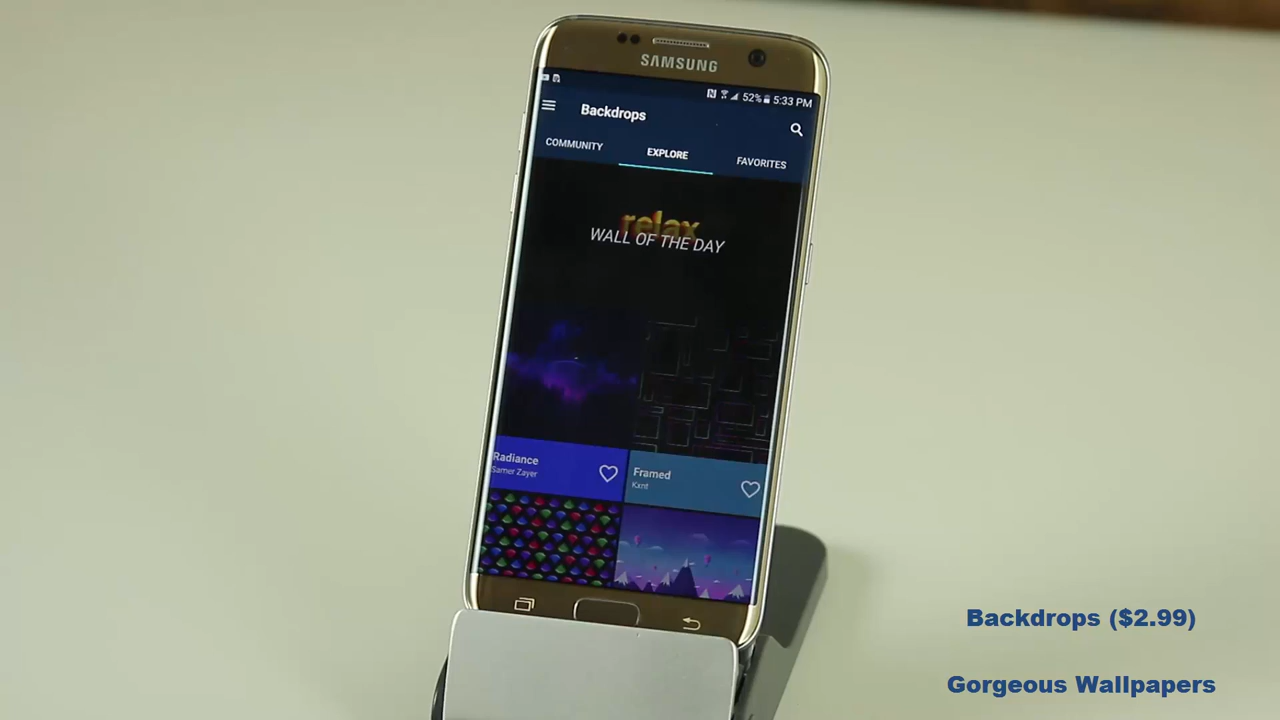 SAMSUNG
52% 5:33 PM
Backdrops
COMMUNITY EXPLORE FAVORITES
relax
WALL OF THE DAY
Radiance
Samer Zayer
Framed
Kxnt
Backdrops ($2.99)
Gorgeous Wallpapers